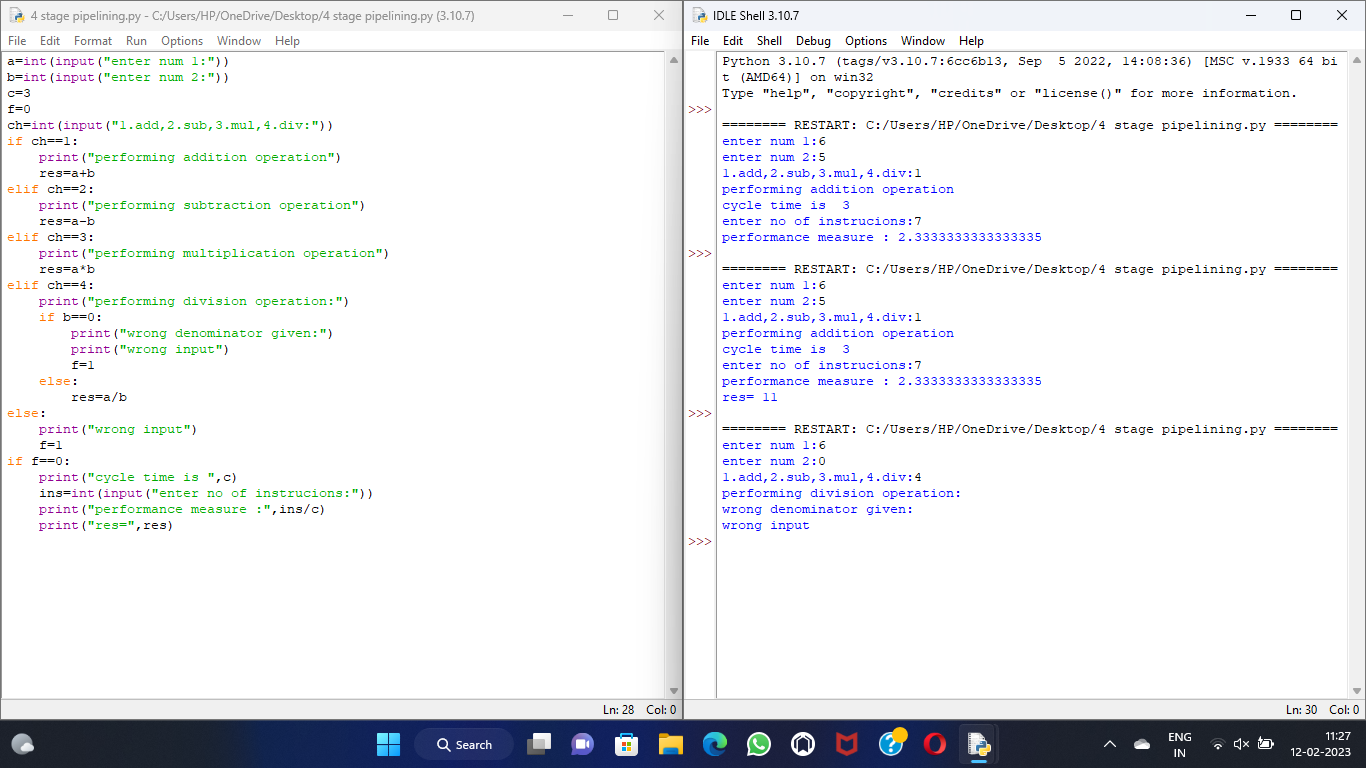 4 stage pipelining.py - C:/Users/HP/OneDrive/Desktop/4 stage pipelining.py (3.10.7)
File Edit Format Run Options Window Help
a=int(input("enter num 1:"))
b=int(input("enter num 2:"))
c=3
f=0
ch=int(input("1.add,2.sub,3.mul,4.div:"))
if ch==1:
    print("performing addition operation")
    res=a+b
elif ch==2:
    print("performing subtraction operation")
    res=a-b
elif ch==3:
    print("performing multiplication operation")
    res=a*b
elif ch==4:
    print("performing division operation:")
    if b==0:
        print("wrong denominator given:")
        print("wrong input")
        f=1
    else:
        res=a/b
else:
    print("wrong input")
    f=1
if f==0:
    print("cycle time is ",c)
    ins=int(input("enter no of instrucions:"))
    print("performance measure :",ins/c)
    print("res=",res)
Ln: 28 Col: 0
IDLE Shell 3.10.7
File Edit Shell Debug Options Window Help
Python 3.10.7 (tags/v3.10.7:6cc6b13, Sep  5 2022, 14:08:36) [MSC v.1933 64 bi
t (AMD64)] on win32
Type "help", "copyright", "credits" or "license()" for more information.
>>>
======== RESTART: C:/Users/HP/OneDrive/Desktop/4 stage pipelining.py ========
enter num 1:6
enter num 2:5
1.add,2.sub,3.mul,4.div:1
performing addition operation
cycle time is  3
enter no of instrucions:7
performance measure : 2.3333333333333335
>>>
======== RESTART: C:/Users/HP/OneDrive/Desktop/4 stage pipelining.py ========
enter num 1:6
enter num 2:5
1.add,2.sub,3.mul,4.div:1
performing addition operation
cycle time is  3
enter no of instrucions:7
performance measure : 2.3333333333333335
res= 11
>>>
======== RESTART: C:/Users/HP/OneDrive/Desktop/4 stage pipelining.py ========
enter num 1:6
enter num 2:0
1.add,2.sub,3.mul,4.div:4
performing division operation:
wrong denominator given:
wrong input
>>>
Ln: 30 Col: 0
Search
ENG
IN
11:27
12-02-2023